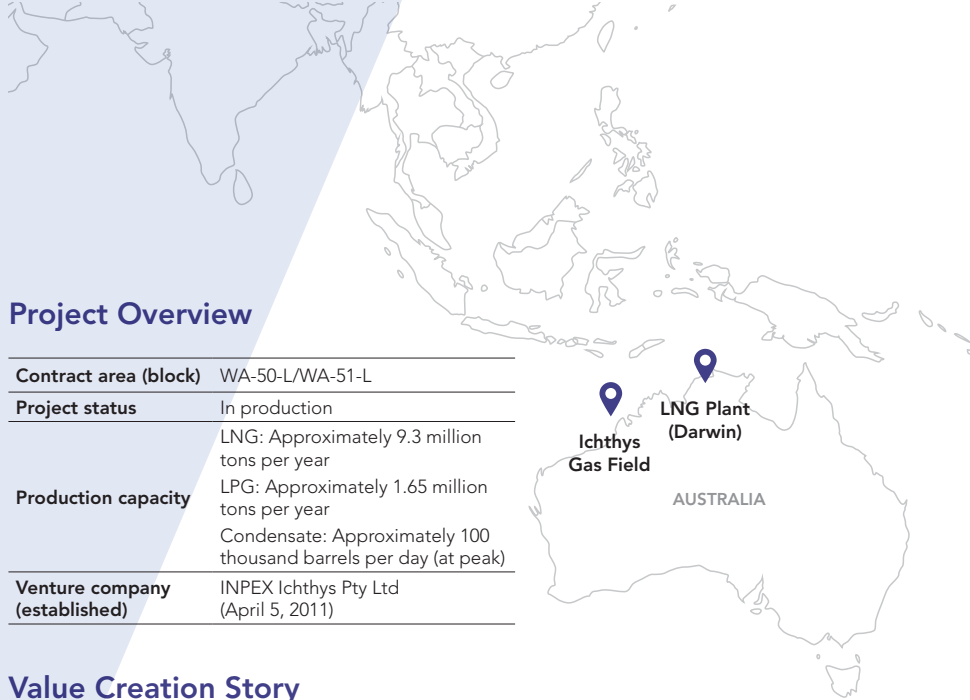 Project Overview
Contract area (block) WA-50-L/WA-51-L
Project status In production
Production capacity
LNG: Approximately 9.3 million
tons per year
LPG: Approximately 1.65 million
tons per year
Condensate: Approximately 100
thousand barrels per day (at peak)
Venture company
(established)
INPEX Ichthys Pty Ltd
(April 5, 2011)
Ichthys
Gas Field
LNG Plant
(Darwin)
AUSTRALIA
Value Creation Story